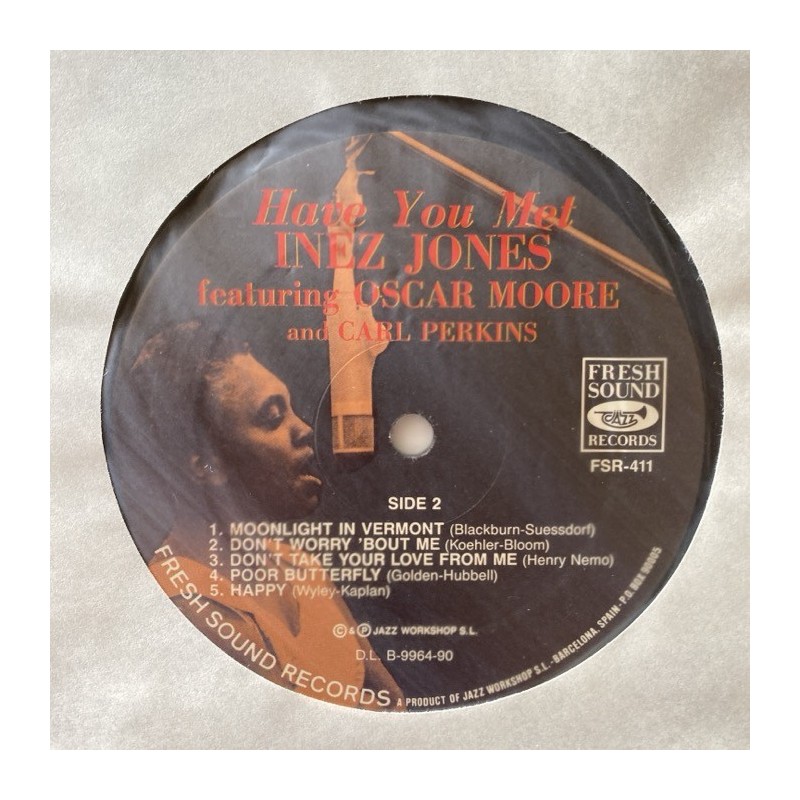 Have You Met
INEZ JONES
featuring OSCAR MOORE
and CARL PERKINS
FRESH
SOUND
JAZZ
RECORDS
FSR-411
SIDE 2
1. MOONLIGHT IN VERMONT (Blackburn-Suessdorf)
2. DON'T WORRY 'BOUT ME (Koehler-Bloom)
3. DON'T TAKE YOUR LOVE FROM ME (Henry Nemo)
4. POOR BUTTERFLY (Golden-Hubbell)
5. HAPPY (Wyley-Kaplan)
© & ℗ JAZZ WORKSHOP S.L.
D.L. B-9964-90
FRESH SOUND RECORDS A PRODUCT OF JAZZ WORKSHOP S.L. - BARCELONA, SPAIN - P.O. BOX 90005